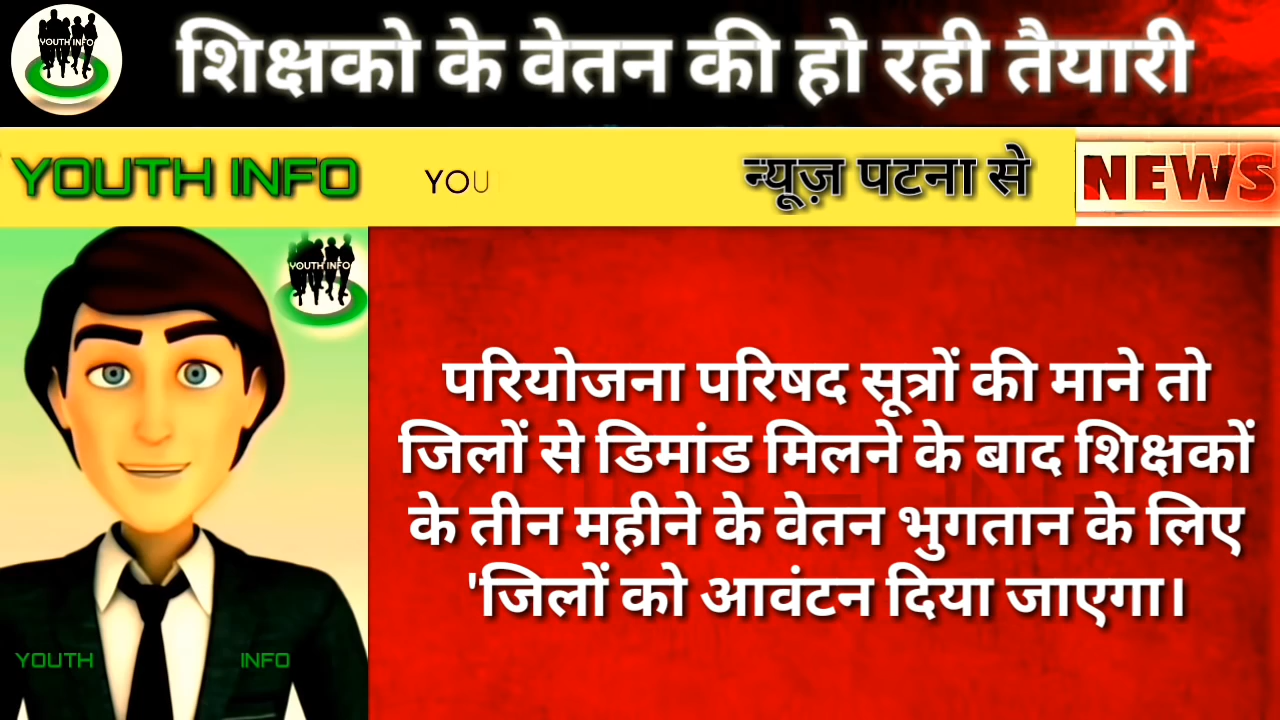 YOUTH INFO
शिक्षको के वेतन की हो रही तैयारी
YOUTH INFO
YOU
न्यूज़ पटना से
NEWS
YOUTH INFO
परियोजना परिषद सूत्रों की माने तो
जिलों से डिमांड मिलने के बाद शिक्षकों
के तीन महीने के वेतन भुगतान के लिए
'जिलों को आवंटन दिया जाएगा।
YOUTH INFO